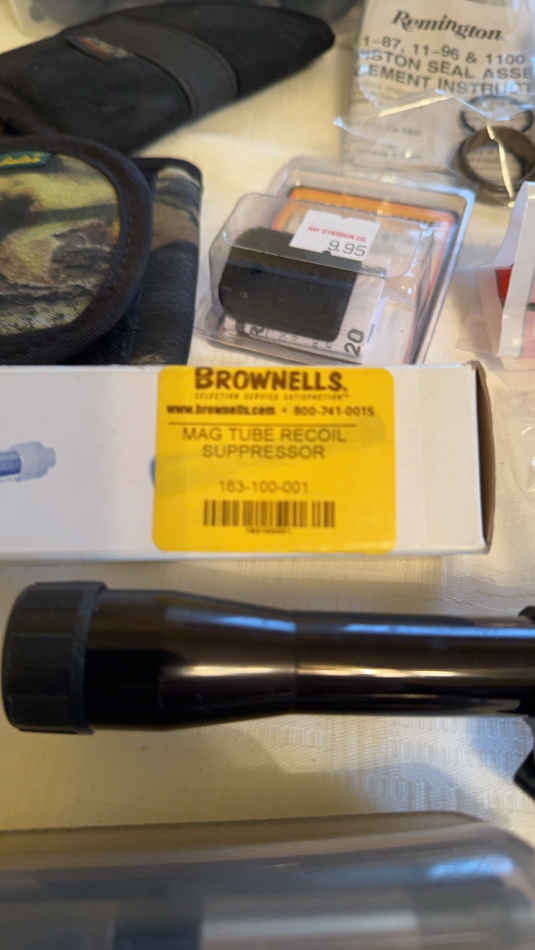 Remington
1-87, 11-96 & 1100
STON SEAL ASSE
EMENT INSTRUCT
9.95
20
BROWNELLS.
SELECTION SERVICE SATISFACTION
www.brownells.com • 800-741-0015
MAG TUBE RECOIL
SUPPRESSOR
163-100-001